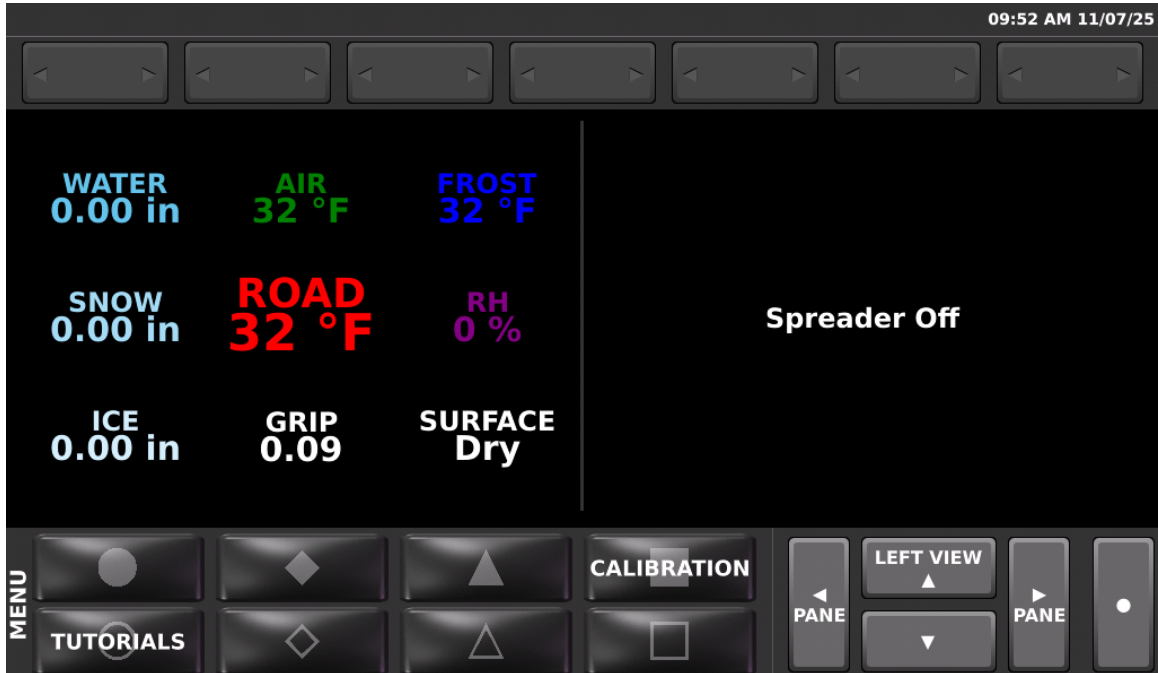 09:52 AM 11/07/25
WATER
0.00 in
AIR
32 °F
FROST
32 °F
SNOW
0.00 in
ROAD
32 °F
RH
0 %
ICE
0.00 in
GRIP
0.09
SURFACE
Dry
Spreader Off
MENU
CALIBRATION
TUTORIALS
PANE
LEFT VIEW
PANE